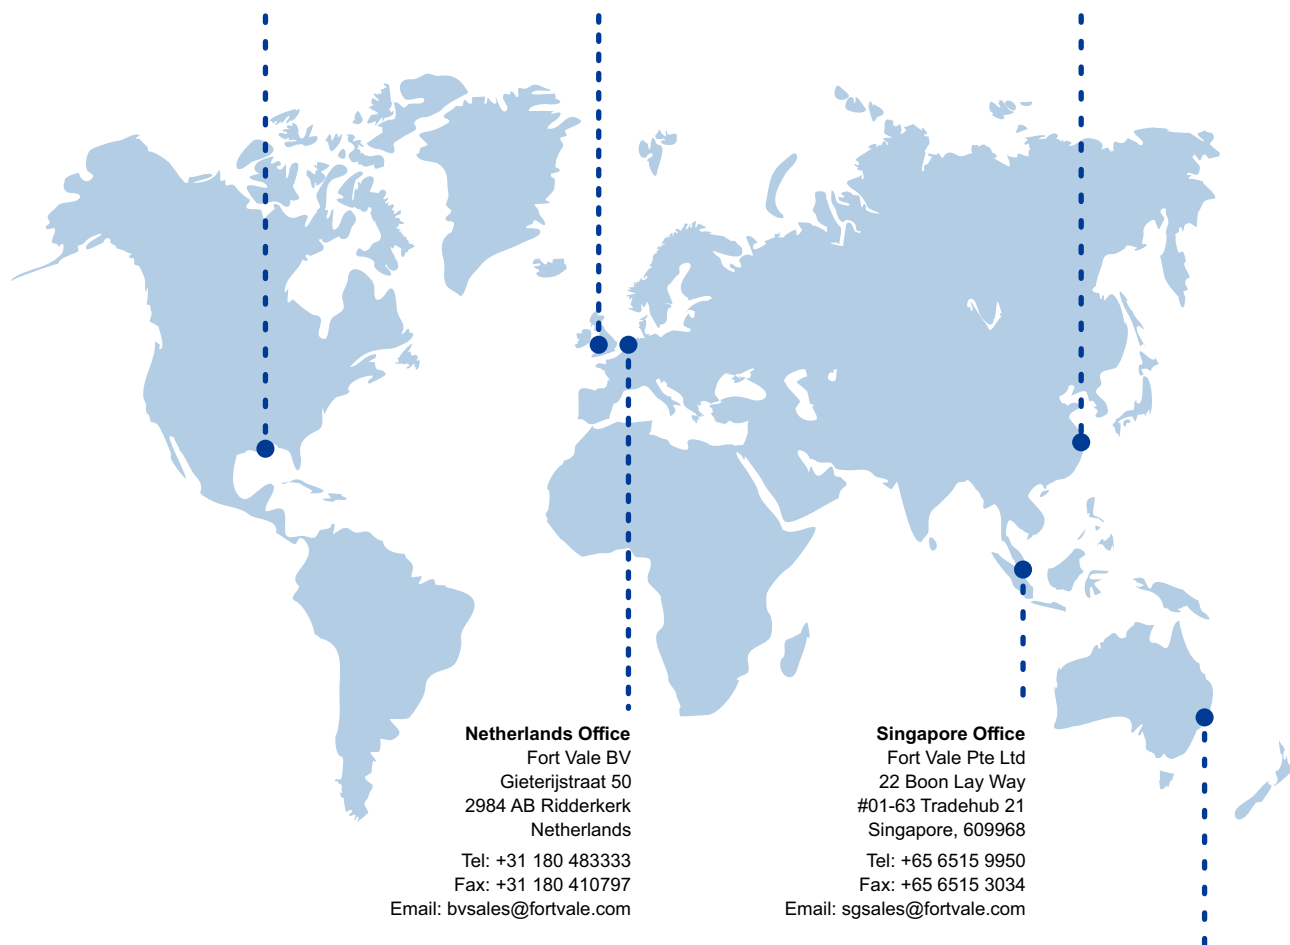 Netherlands Office
Fort Vale BV
Gieterijstraat 50
2984 AB Ridderkerk
Netherlands
Tel: +31 180 483333
Fax: +31 180 410797
Email: bvsales@fortvale.com
Singapore Office
Fort Vale Pte Ltd
22 Boon Lay Way
#01-63 Tradehub 21
Singapore, 609968
Tel: +65 6515 9950
Fax: +65 6515 3034
Email: sgsales@fortvale.com